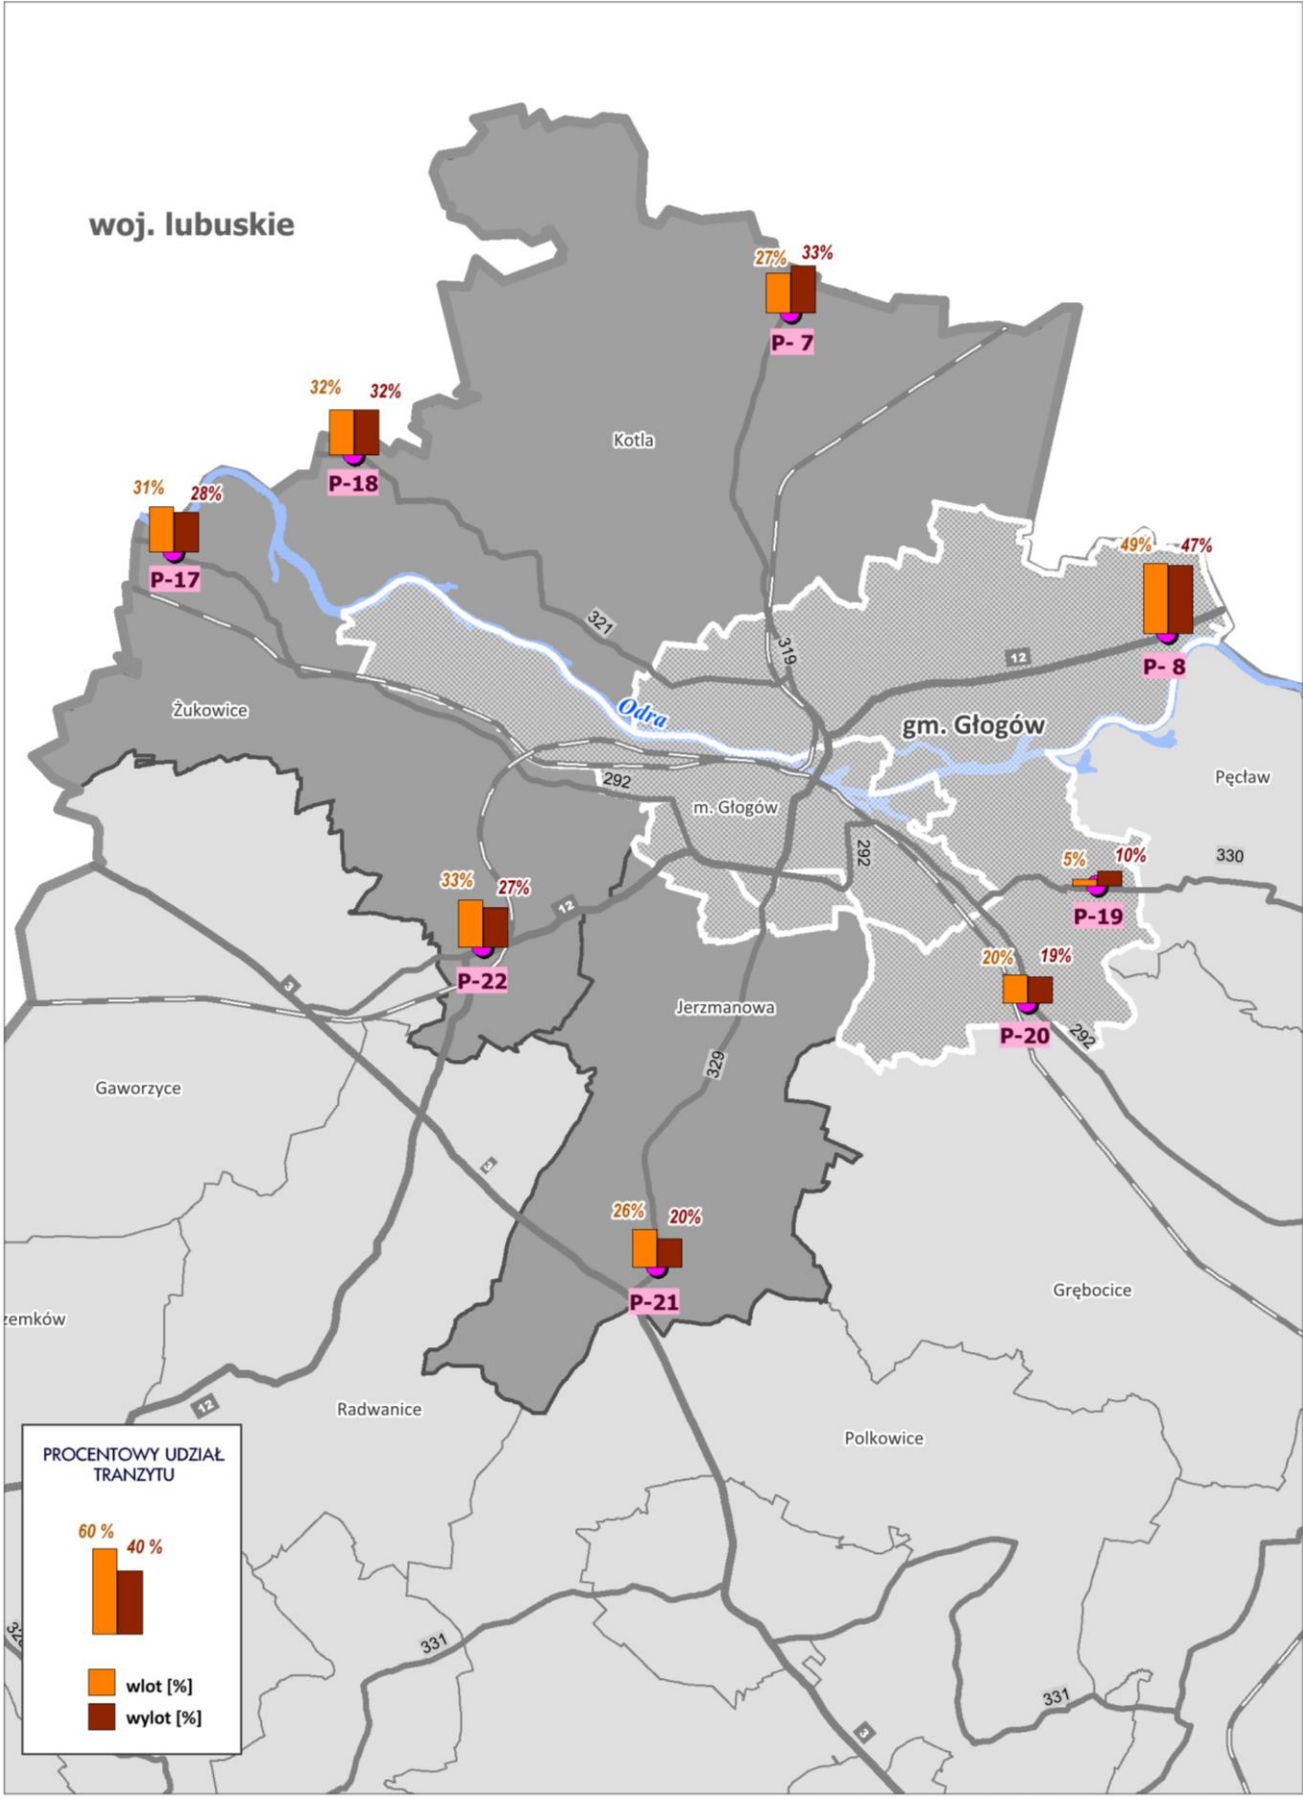 woj. lubuskie
27%
33%
P- 7
32%
32%
P-18
Kotla
31%
28%
P-17
49%
47%
P- 8
321
319
12
Żukowice
Odra
gm. Głogów
292
m. Głogów
Pęcław
292
5%
10%
330
P-19
33%
27%
12
P-22
20%
19%
P-20
292
3
Jerzmanowa
329
Gaworzyce
3
26%
20%
P-21
Grębocice
zemków
12
Radwanice
Polkowice
PROCENTOWY UDZIAŁ
TRANZYTU
60 %
40 %
wlot [%]
wylot [%]
331
331
3